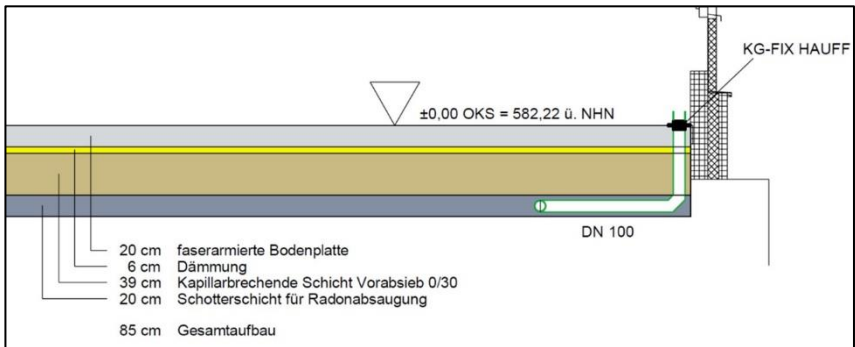 KG-FIX HAUFF
±0,00 OKS = 582,22 ü. NHN
DN 100
20 cm faserarmierte Bodenplatte
6 cm Dämmung
39 cm Kapillarbrechende Schicht Vorabsieb 0/30
20 cm Schotterschicht für Radonabsaugung
85 cm Gesamtaufbau